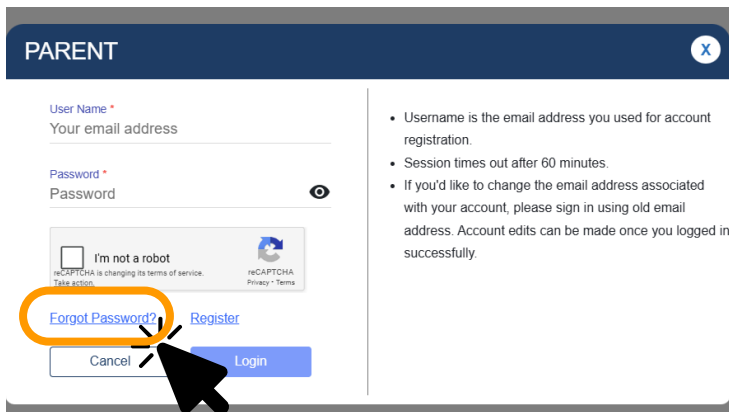 PARENT
X
User Name *
Your email address
Password *
Password
I'm not a robot
reCAPTCHA is changing its terms of service.
Take action.
reCAPTCHA
Privacy • Terms
Forgot Password?
Register
Cancel
Login
• Username is the email address you used for account
registration.
• Session times out after 60 minutes.
• If you'd like to change the email address associated
with your account, please sign in using old email
address. Account edits can be made once you logged in
successfully.